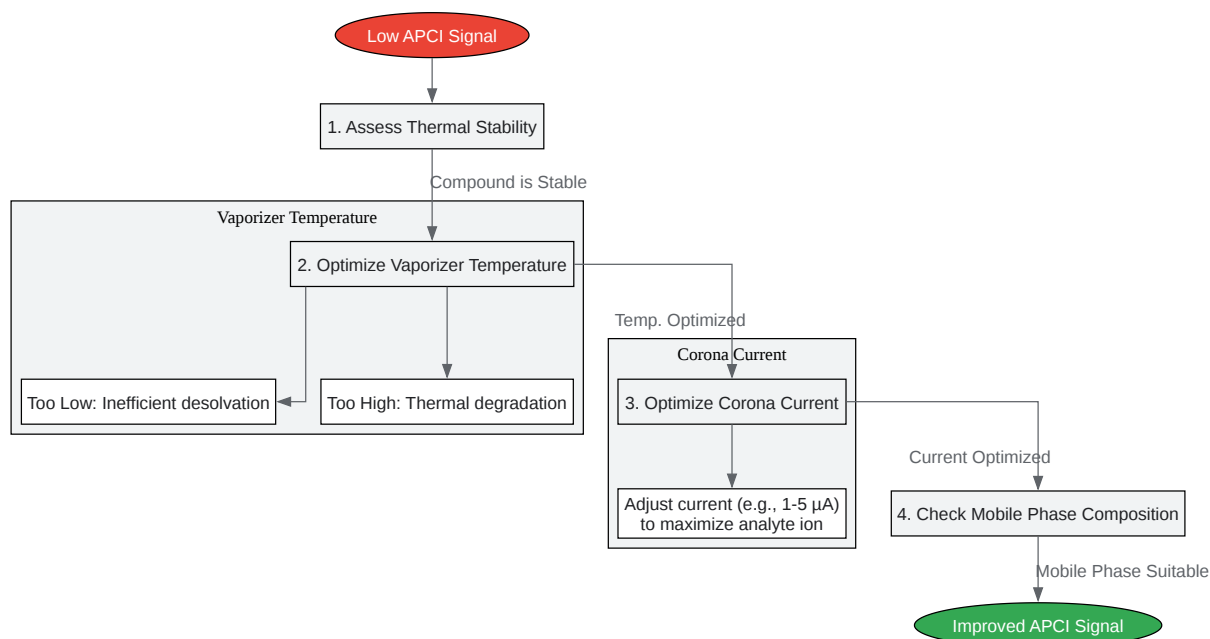 Low APCI Signal
1. Assess Thermal Stability
Compound is Stable
Vaporizer Temperature
2. Optimize Vaporizer Temperature
Temp. Optimized
Corona Current
Too Low: Inefficient desolvation
Too High: Thermal degradation
3. Optimize Corona Current
Current Optimized
Adjust current (e.g., 1-5 µA)
to maximize analyte ion
4. Check Mobile Phase Composition
Mobile Phase Suitable
Improved APCI Signal